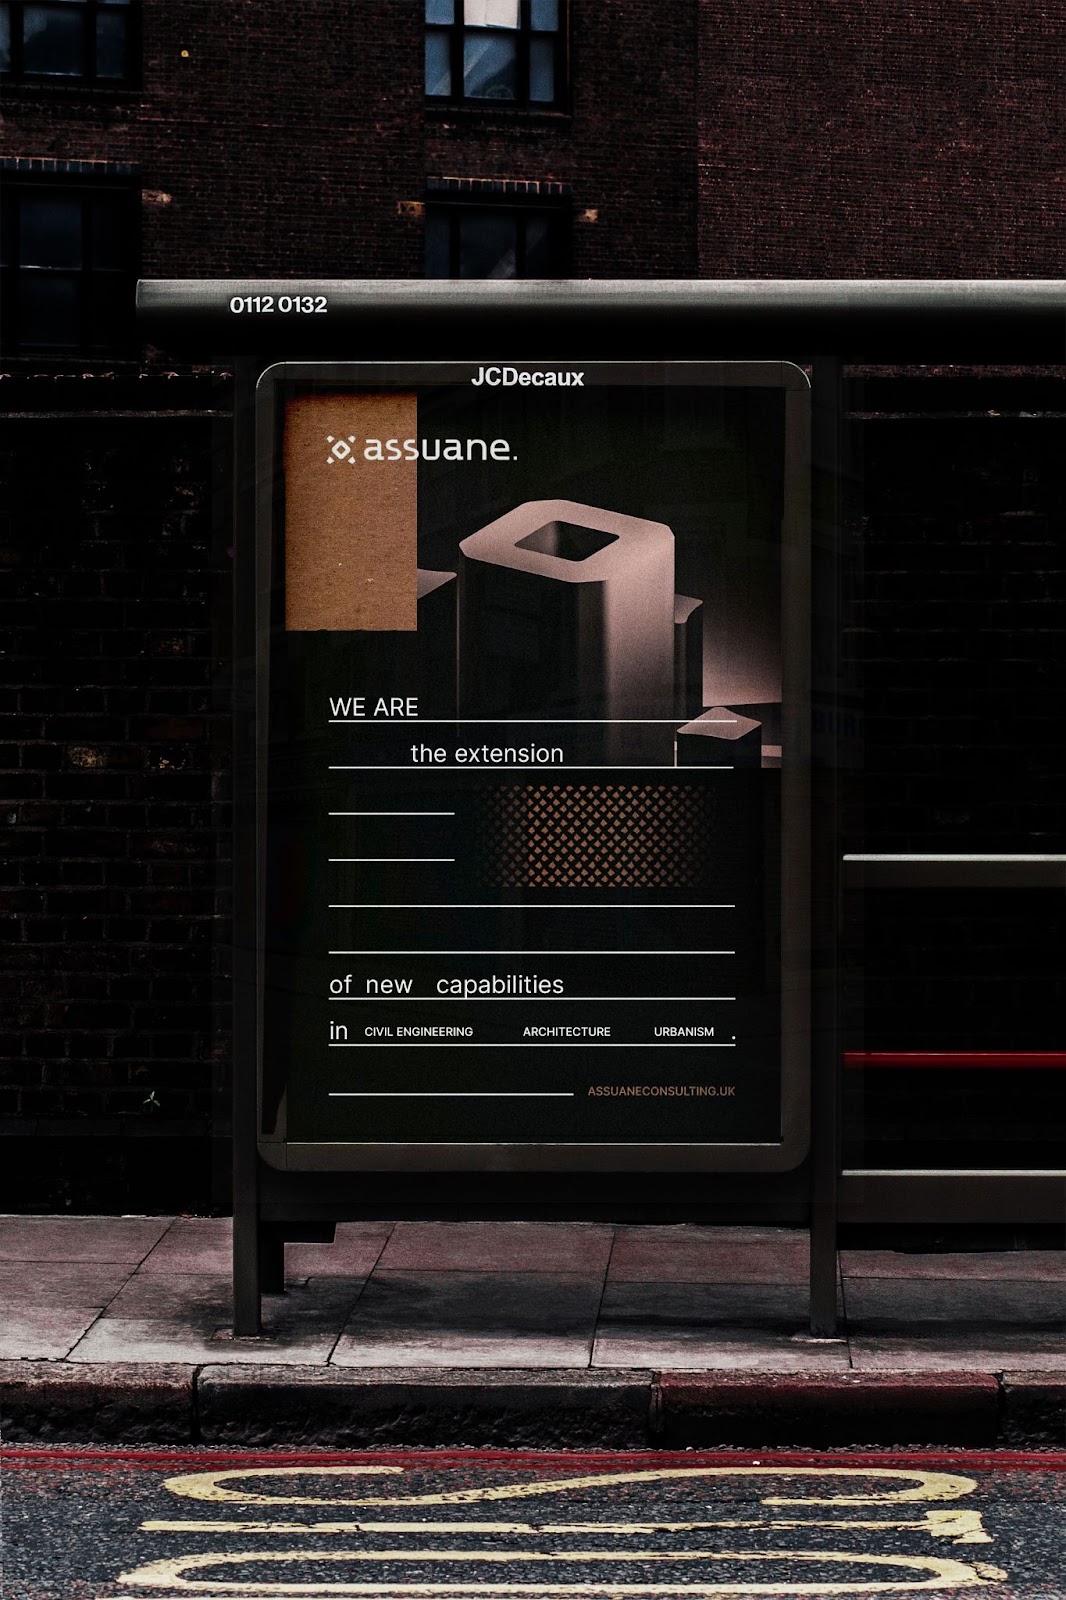 0112 0132
JCDecaux
assuane.
WE ARE
the extension
of new capabilities
in CIVIL ENGINEERING ARCHITECTURE URBANISM .
ASSUANECONSULTING.UK